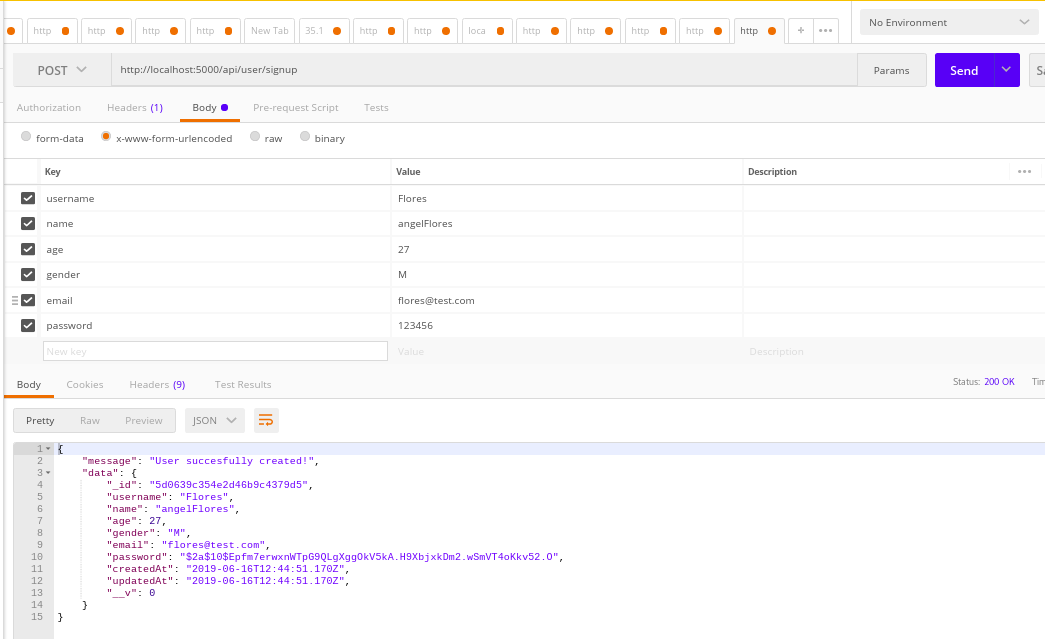 http http http http New Tab 35.1 http http loca http http http http http + ••• No Environment
POST http://localhost:5000/api/user/signup Params Send Sa
Authorization Headers (1) Body Pre-request Script Tests
form-data x-www-form-urlencoded raw binary
Key Value Description •••
username Flores
name angelFlores
age 27
gender M
email flores@test.com
password 123456
New key Value Description
Body Cookies Headers (9) Test Results Status: 200 OK Tim
Pretty Raw Preview JSON
1 {
2 "message": "User succesfully created!",
3 "data": {
4 "_id": "5d0639c354e2d46b9c4379d5",
5 "username": "Flores",
6 "name": "angelFlores",
7 "age": 27,
8 "gender": "M",
9 "email": "flores@test.com",
10 "password": "$2a$10$Epfm7erwxnWTpG9QLgXggOkV5kA.H9XbjxkDm2.wSmVT4oKkv52.O",
11 "createdAt": "2019-06-16T12:44:51.170Z",
12 "updatedAt": "2019-06-16T12:44:51.170Z",
13 "__v": 0
14 }
15 }